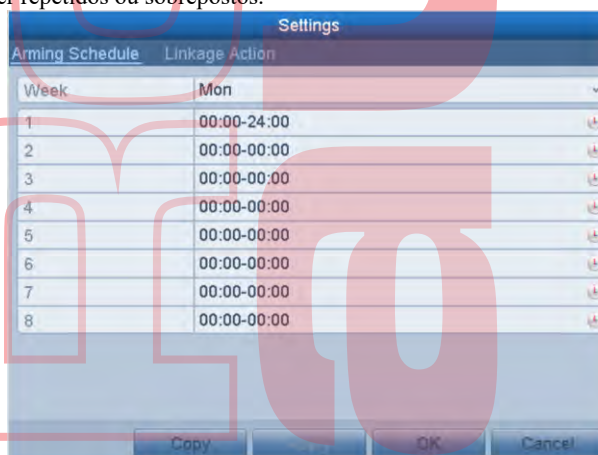 er repetidos ou sobrepostos.
Settings
Arming Schedule Linkage Action
Week Mon
1 00:00-24:00
2 00:00-00:00
3 00:00-00:00
4 00:00-00:00
5 00:00-00:00
6 00:00-00:00
7 00:00-00:00
8 00:00-00:00
Copy OK Cancel